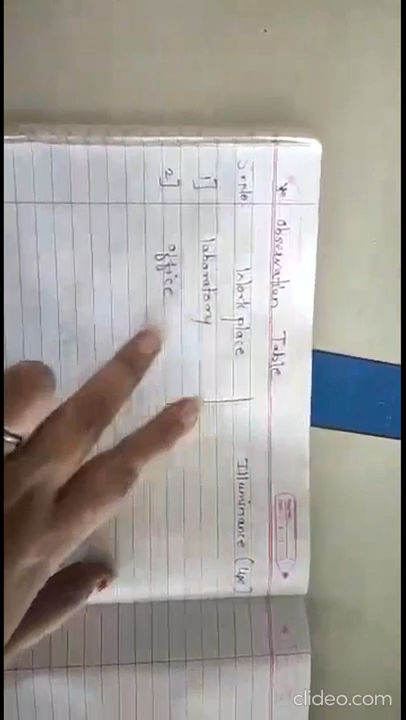 * Observation Table
Sr.No. Work place Illuminance (Lux)
1] laboratory
2] office
clideo.com